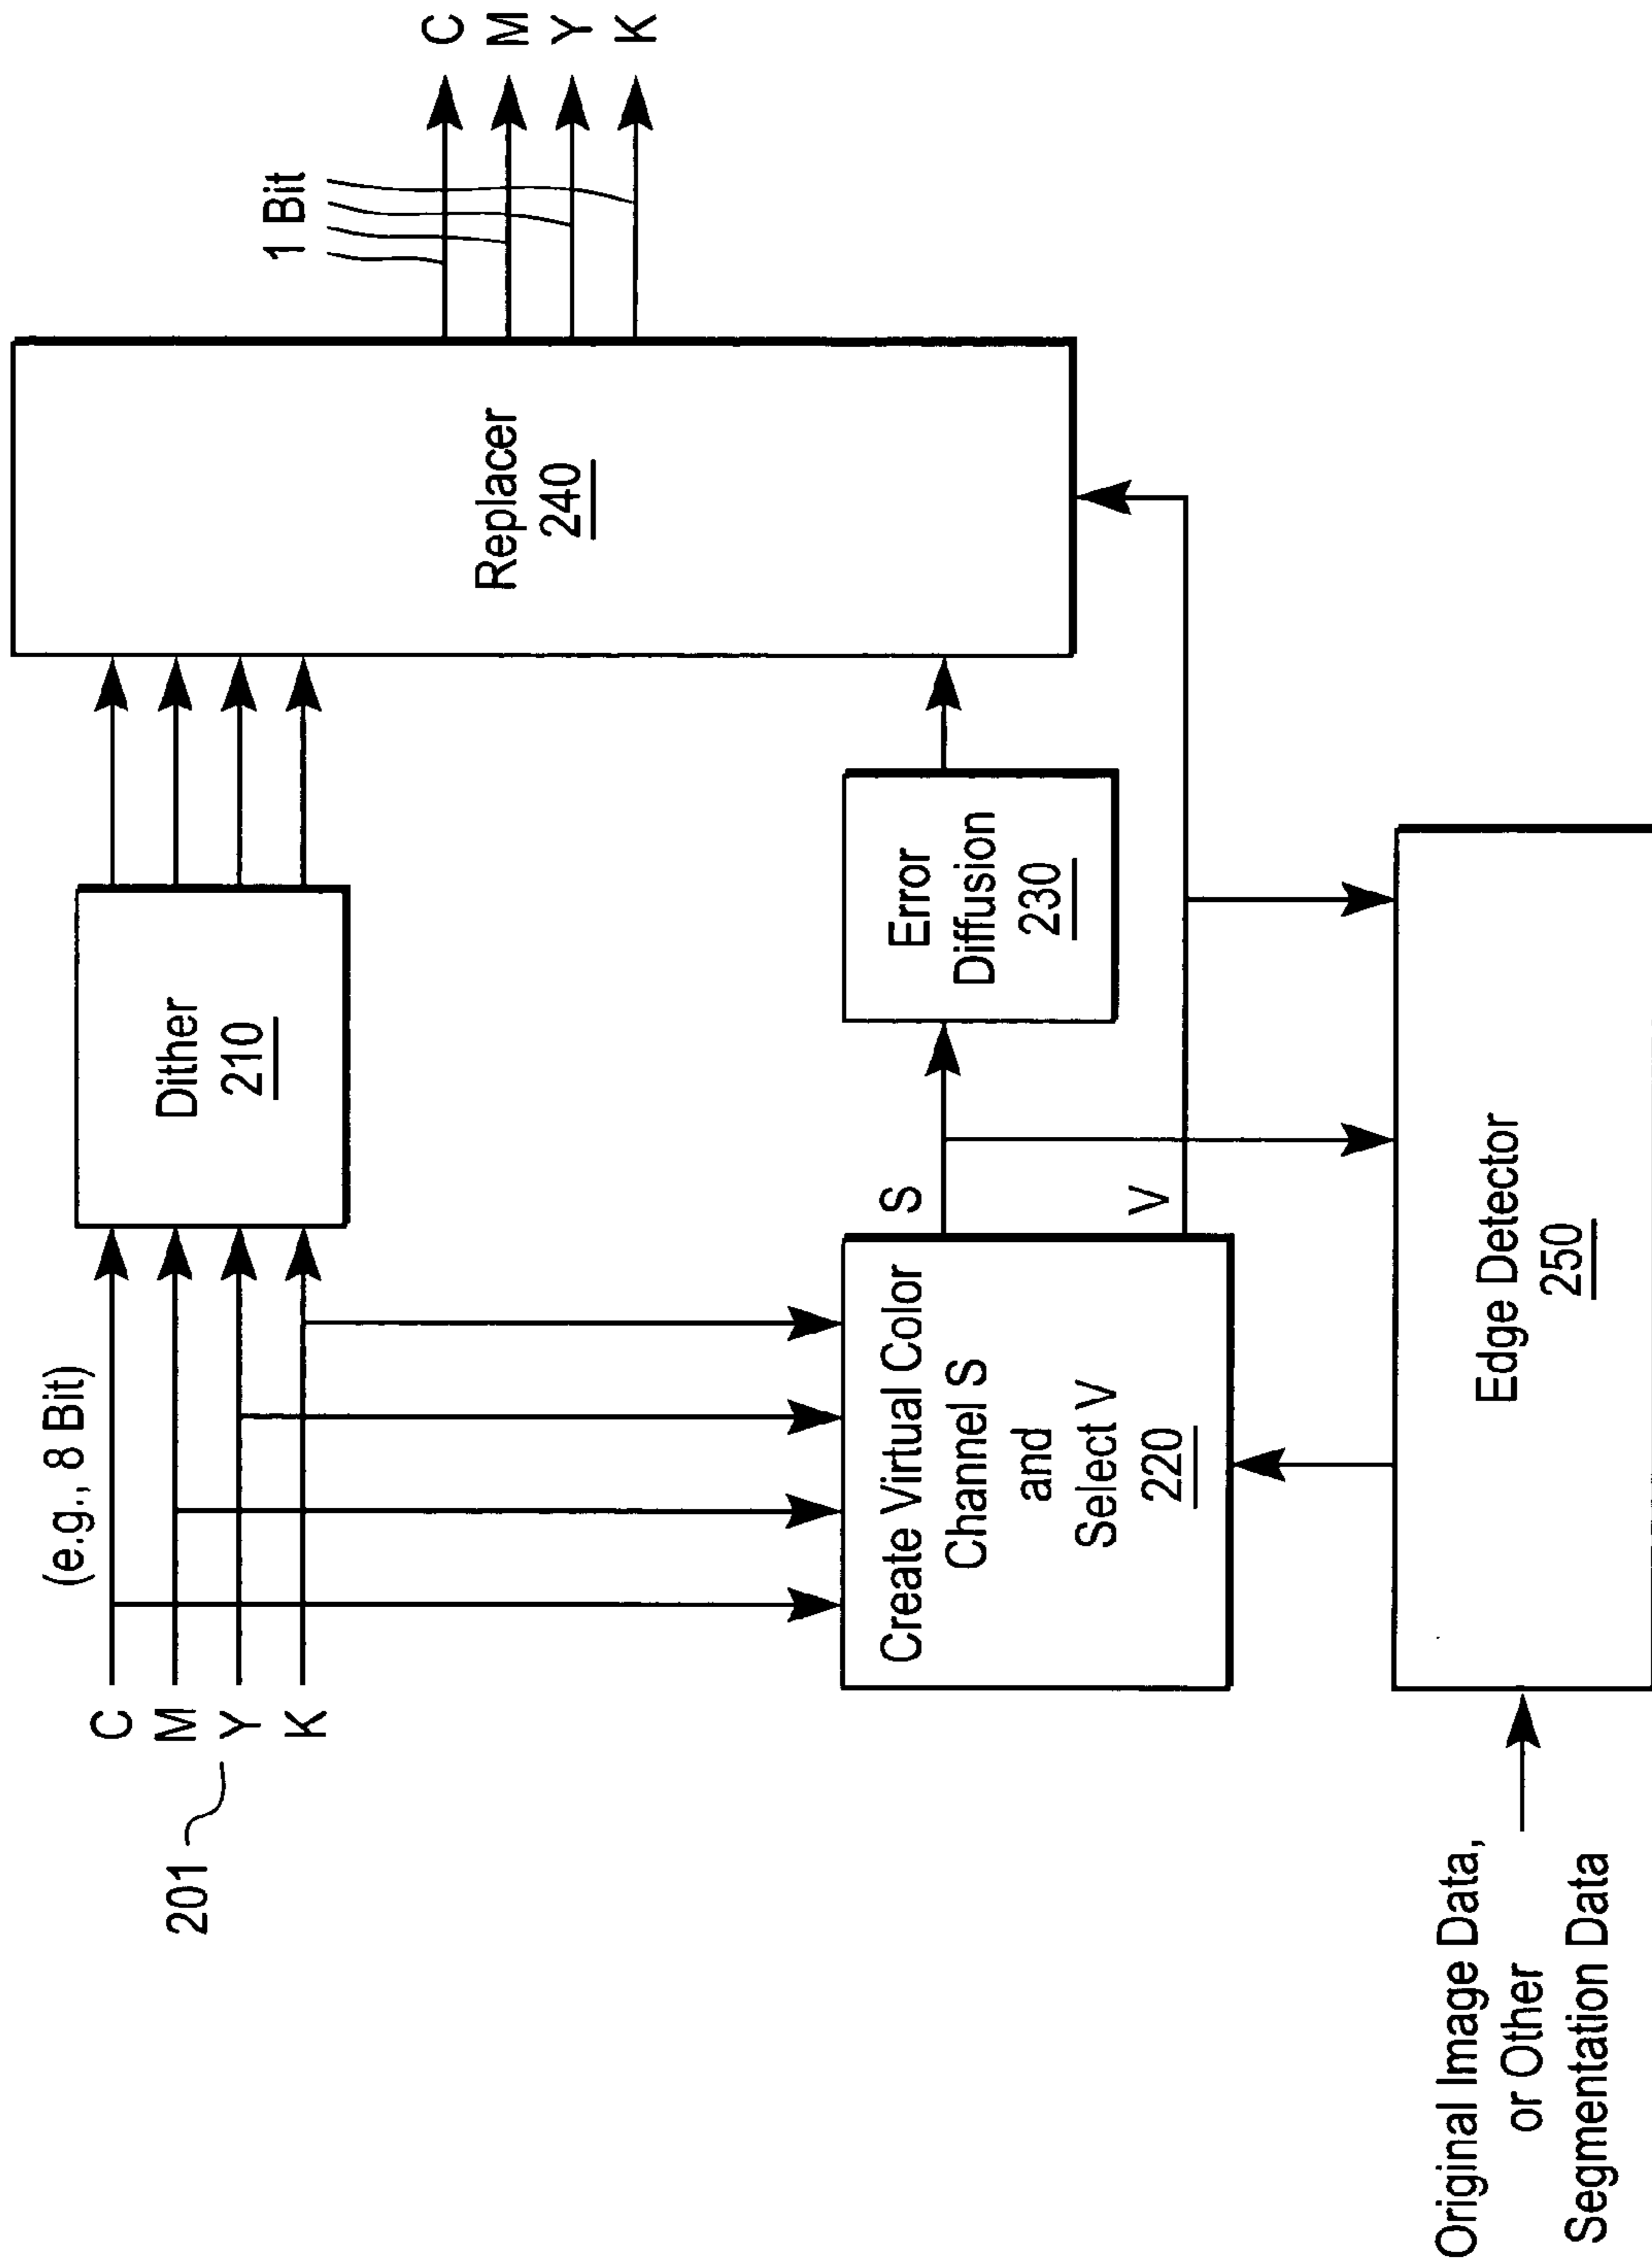 (e.g., 8 Bit)
C
M
Y
K
201
Dither
210
Create Virtual Color
Channel S
and
Select V
220
S
V
Error
Diffusion
230
Replacer
240
1 Bit
C
M
Y
K
Edge Detector
250
Original Image Data,
or Other
Segmentation Data